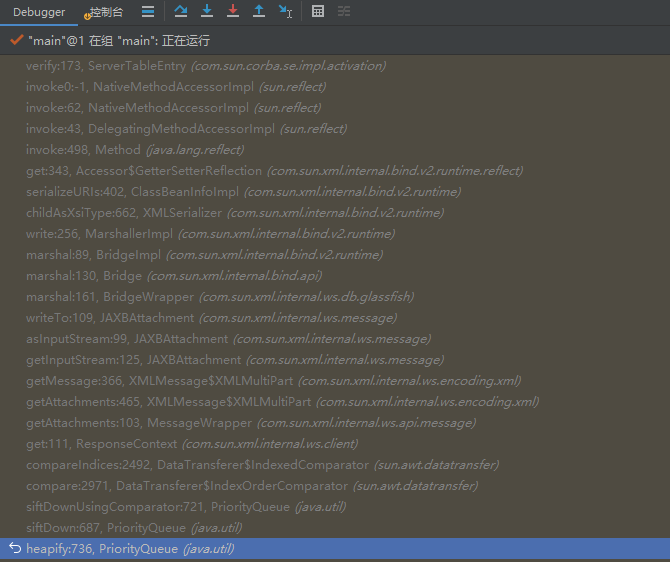 Debugger 控制台
"main"@1 在组 "main": 正在运行
verify:173, ServerTableEntry (com.sun.corba.se.impl.activation)
invoke0:-1, NativeMethodAccessorImpl (sun.reflect)
invoke:62, NativeMethodAccessorImpl (sun.reflect)
invoke:43, DelegatingMethodAccessorImpl (sun.reflect)
invoke:498, Method (java.lang.reflect)
get:343, Accessor$GetterSetterReflection (com.sun.xml.internal.bind.v2.runtime.reflect)
serializeURIs:402, ClassBeanInfoImpl (com.sun.xml.internal.bind.v2.runtime)
childAsXsiType:662, XMLSerializer (com.sun.xml.internal.bind.v2.runtime)
write:256, MarshallerImpl (com.sun.xml.internal.bind.v2.runtime)
marshal:89, BridgeImpl (com.sun.xml.internal.bind.v2.runtime)
marshal:130, Bridge (com.sun.xml.internal.bind.api)
marshal:161, BridgeWrapper (com.sun.xml.internal.ws.db.glassfish)
writeTo:109, JAXBAttachment (com.sun.xml.internal.ws.message)
asInputStream:99, JAXBAttachment (com.sun.xml.internal.ws.message)
getInputStream:125, JAXBAttachment (com.sun.xml.internal.ws.message)
getMessage:366, XMLMessage$XMLMultiPart (com.sun.xml.internal.ws.encoding.xml)
getAttachments:465, XMLMessage$XMLMultiPart (com.sun.xml.internal.ws.encoding.xml)
getAttachments:103, MessageWrapper (com.sun.xml.internal.ws.api.message)
get:111, ResponseContext (com.sun.xml.internal.ws.client)
compareIndices:2492, DataTransferer$IndexedComparator (sun.awt.datatransfer)
compare:2971, DataTransferer$IndexOrderComparator (sun.awt.datatransfer)
siftDownUsingComparator:721, PriorityQueue (java.util)
siftDown:687, PriorityQueue (java.util)
heapify:736, PriorityQueue (java.util)